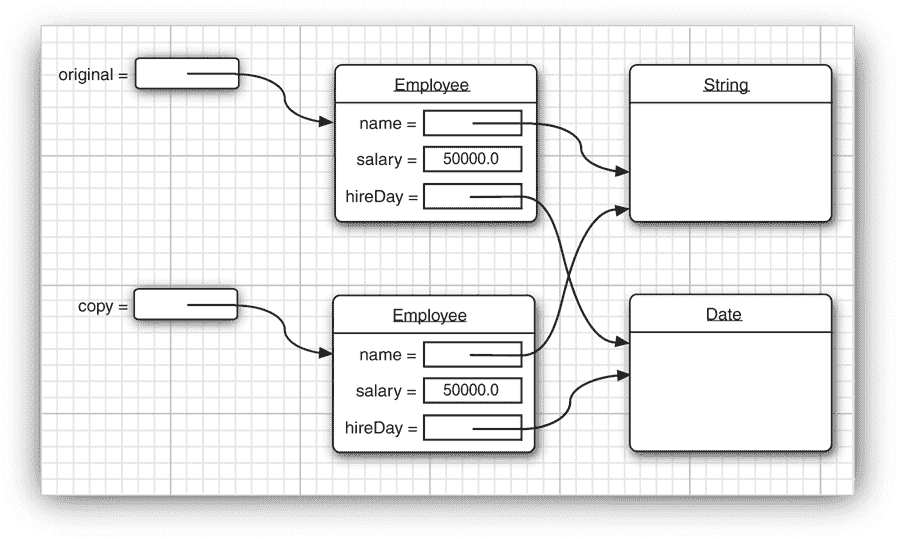 original =
Employee
name =
salary = 50000.0
hireDay =
String
copy =
Employee
name =
salary = 50000.0
hireDay =
Date